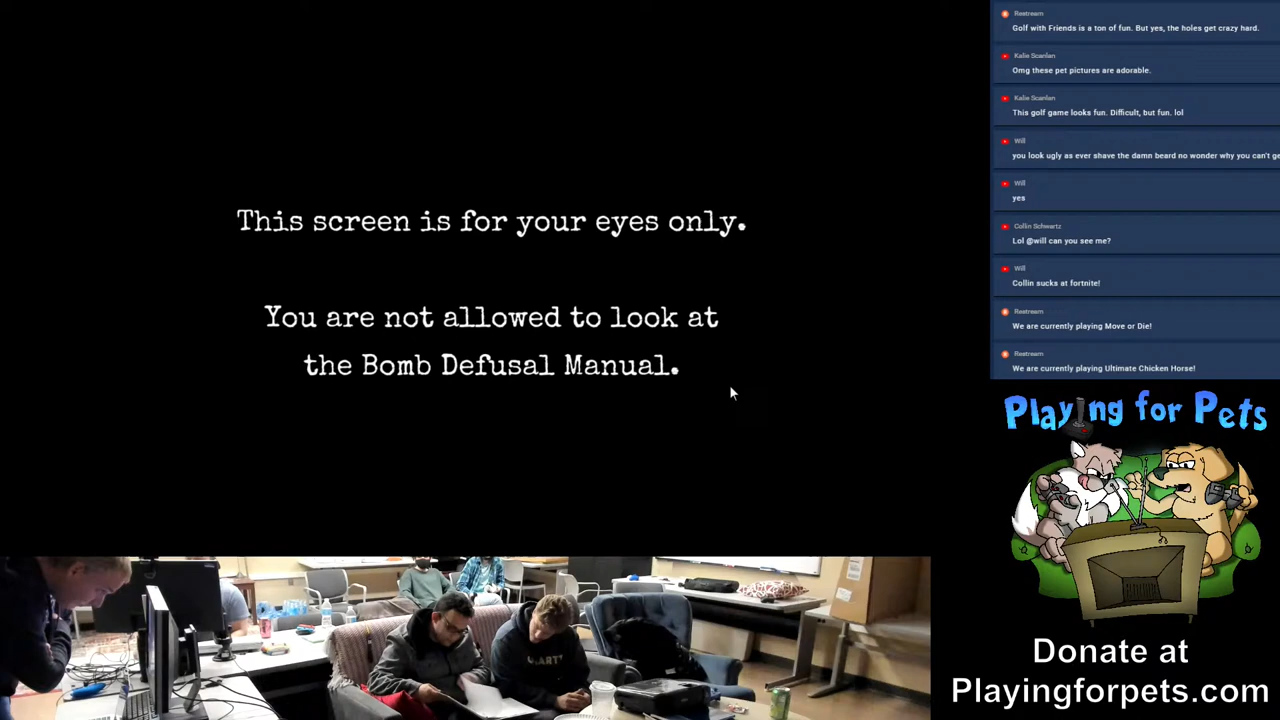 This screen is for your eyes only.
You are not allowed to look at
the Bomb Defusal Manual.
Restream
Golf with Friends is a ton of fun. But yes, the holes get crazy hard.
Kalie Scanlan
Omg these pet pictures are adorable.
Kalie Scanlan
This golf game looks fun. Difficult, but fun. lol
Will
you look ugly as ever shave the damn beard no wonder why you can't ge
Will
yes
Collin Schwartz
Lol @will can you see me?
Will
Collin sucks at fortnite!
Restream
We are currently playing Move or Die!
Restream
We are currently playing Ultimate Chicken Horse!
Playing for Pets
Donate at
Playingforpets.com